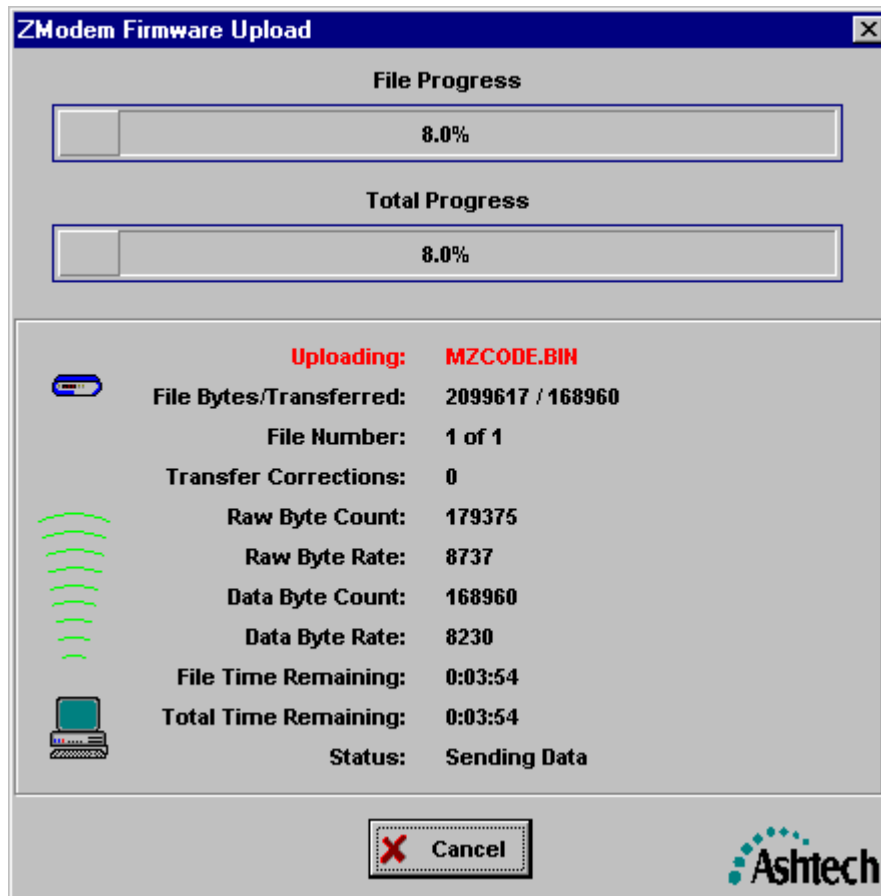 ZModem Firmware Upload
File Progress
8.0%
Total Progress
8.0%
Uploading: MZCODE.BIN
File Bytes/Transferred: 2099617 / 168960
File Number: 1 of 1
Transfer Corrections: 0
Raw Byte Count: 179375
Raw Byte Rate: 8737
Data Byte Count: 168960
Data Byte Rate: 8230
File Time Remaining: 0:03:54
Total Time Remaining: 0:03:54
Status: Sending Data
Cancel
Ashtech